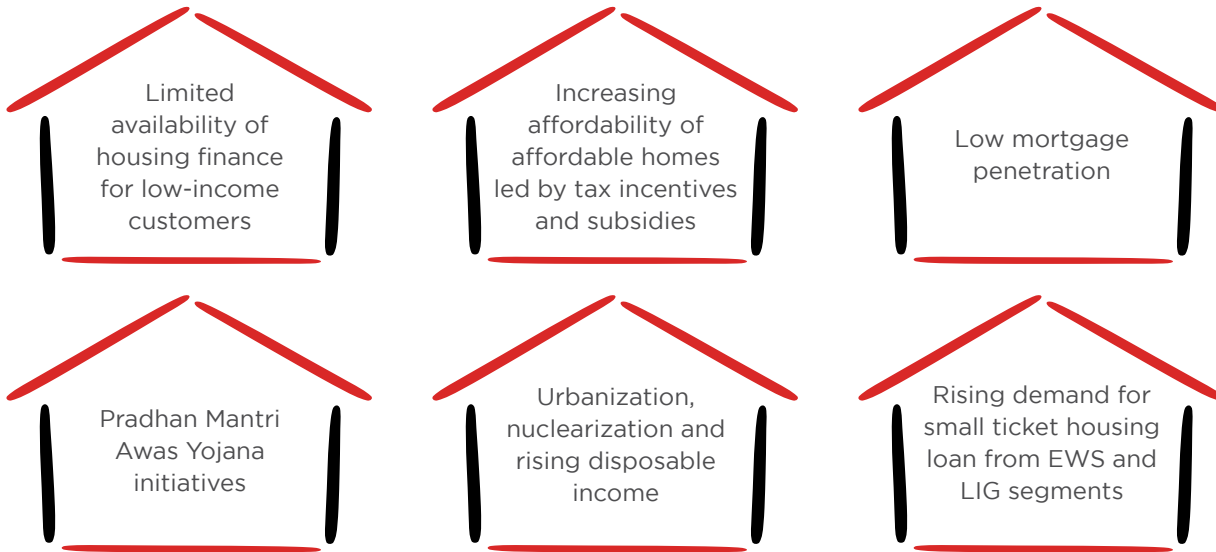 Limited
availability of
housing finance
for low-income
customers
Increasing
affordability of
affordable homes
led by tax incentives
and subsidies
Low mortgage
penetration
Pradhan Mantri
Awas Yojana
initiatives
Urbanization,
nuclearization and
rising disposable
income
Rising demand for
small ticket housing
loan from EWS and
LIG segments